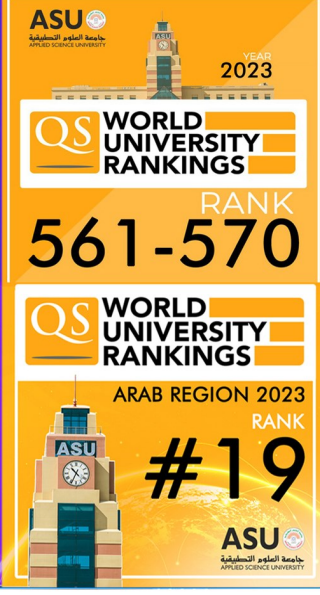 ASU
جامعة العلوم التطبيقية
APPLIED SCIENCE UNIVERSITY
ASU
YEAR
2023
QS WORLD
UNIVERSITY
RANKINGS
RANK
561-570
QS WORLD
UNIVERSITY
RANKINGS
ARAB REGION 2023
RANK
#19
ASU
ASU
جامعة العلوم التطبيقية
APPLIED SCIENCE UNIVERSITY